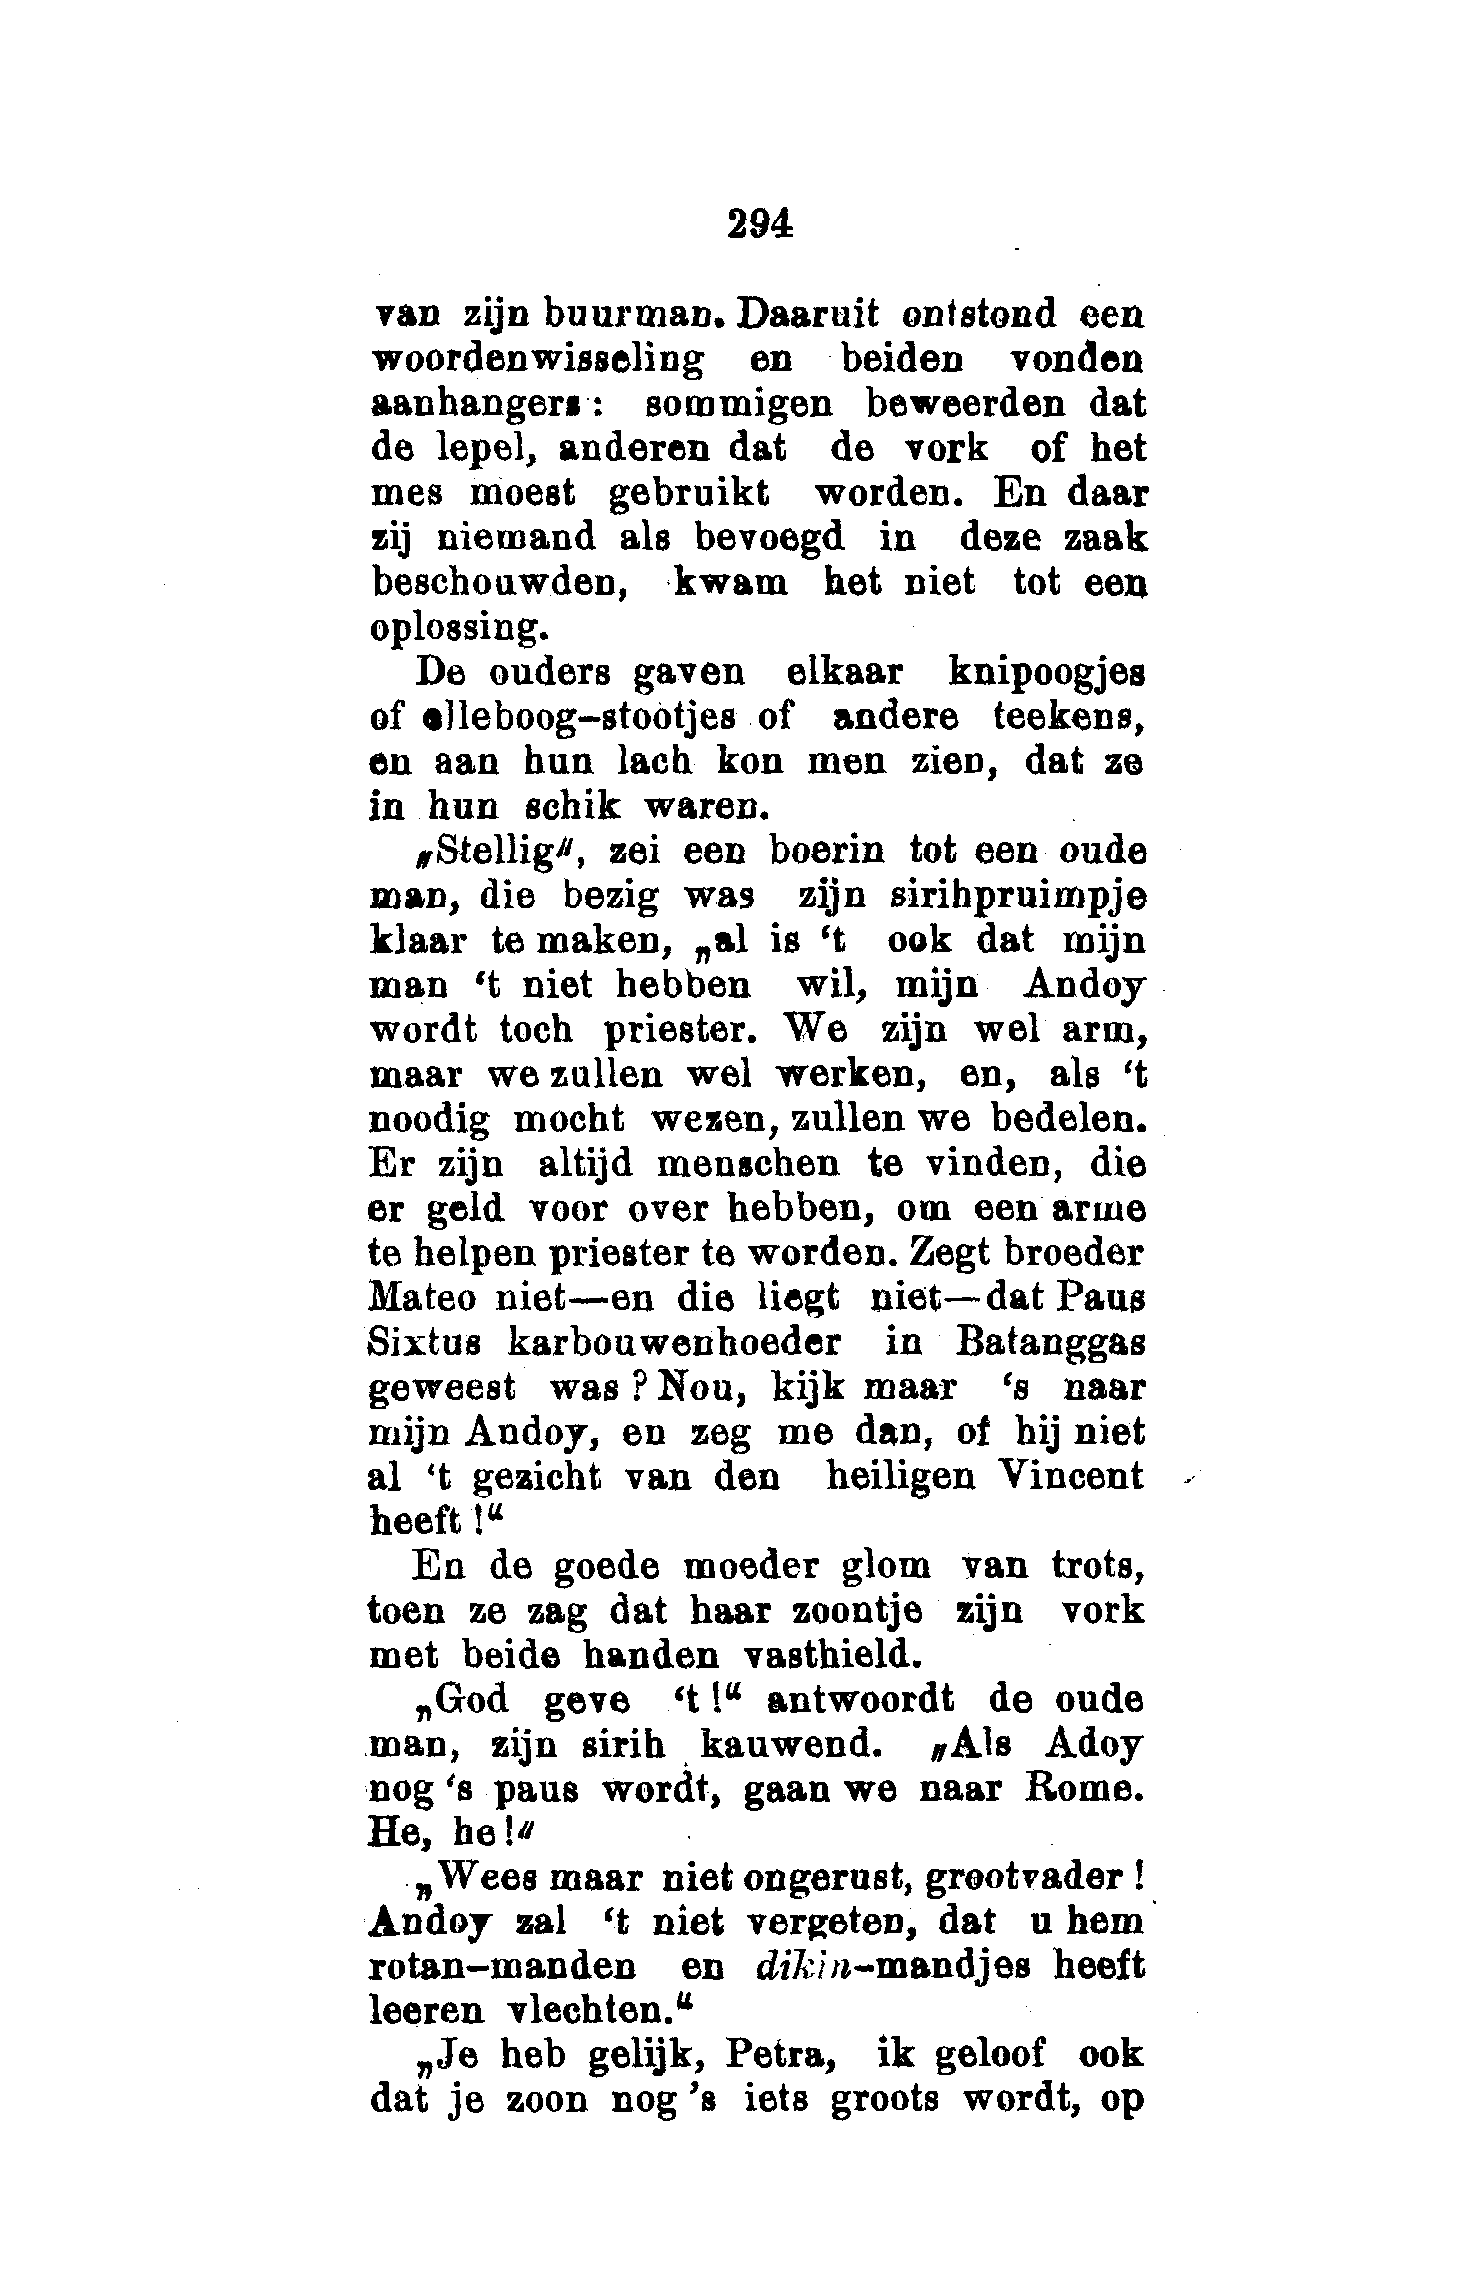 294
van zijn buurman. Daaruit ontstond een
woordenwisseling en beiden vonden
aanhangers: sommigen beweerden dat
de lepel, anderen dat de vork of het
mes moest gebruikt worden. En daar
zij niemand als bevoegd in deze zaak
beschouwden, kwam het niet tot een
oplossing.
De ouders gaven elkaar knipoogjes
of elleboog-stootjes of andere teekens,
en aan hun lach kon men zien, dat ze
in hun schik waren.
„Stellig", zei een boerin tot een oude
man, die bezig was zijn sirihpruimpje
klaar te maken, „al is ‘t ook dat mijn
man ‘t niet hebben wil, mijn Andoy
wordt toch priester. We zijn wel arm,
maar we zullen wel werken, en, als ‘t
noodig mocht wezen, zullen we bedelen.
Er zijn altijd menschen te vinden, die
er geld voor over hebben, om een arme
te helpen priester te worden. Zegt broeder
Mateo niet—en die liegt niet—dat Paus
Sixtus karbouwenhoeder in Batanggas
geweest was? Nou, kijk maar ‘s naar
mijn Andoy, en zeg me dan, of hij niet
al ‘t gezicht van den heiligen Vincent
heeft!“
En de goede moeder glom van trots,
toen ze zag dat haar zoontje zijn vork
met beide handen vasthield.
„God geve ‘t!“ antwoordt de oude
man, zijn sirih kauwend. „Als Adoy
nog ‘s paus wordt, gaan we naar Rome.
He, he!"
„Wees maar niet ongerust, grootvader!
Andoy zal ‘t niet vergeten, dat u hem
rotan-manden en dikin-mandjes heeft
leeren vlechten.“
„Je heb gelijk, Petra, ik geloof ook
dat je zoon nog ’s iets groots wordt, op